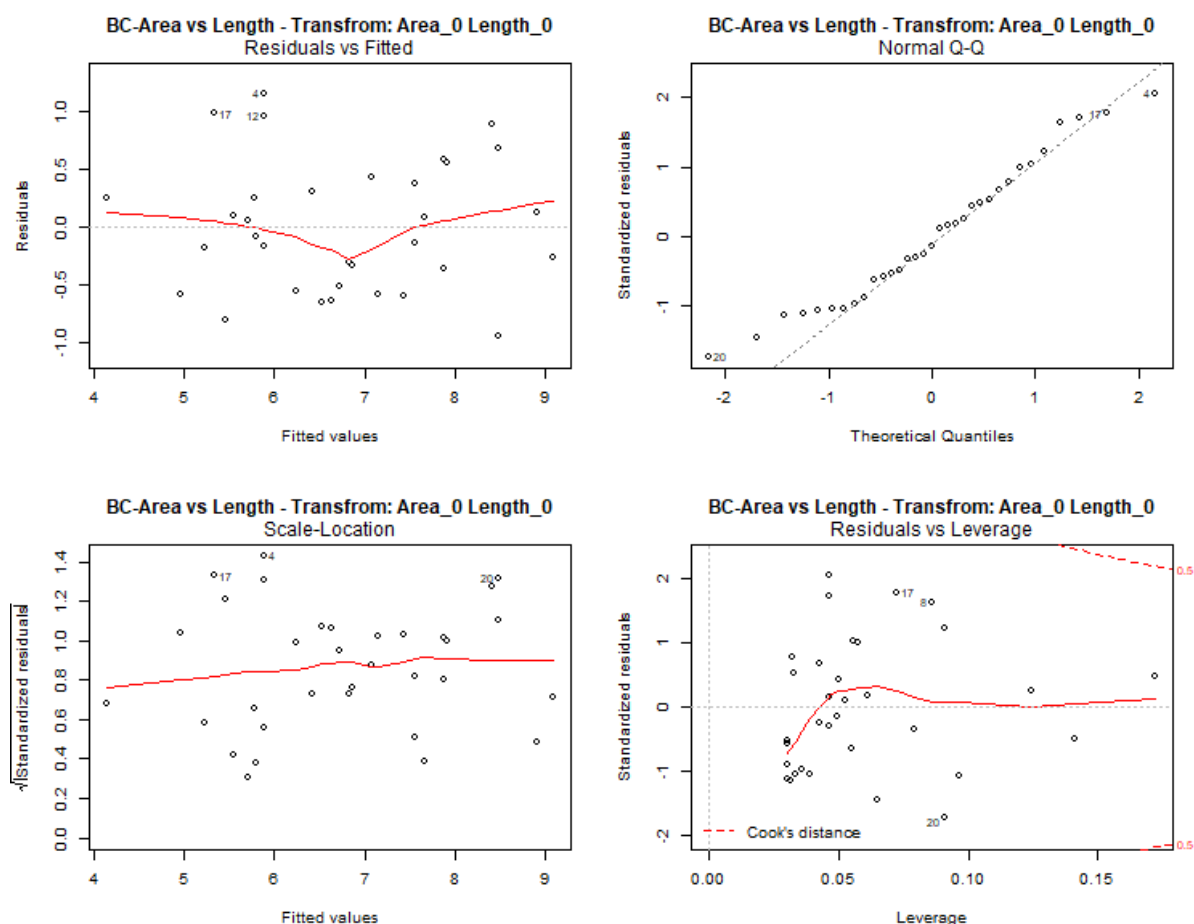 BC-Area vs Length - Transfrom: Area_0 Length_0
Residuals vs Fitted
Residuals
1.0
0.5
0.0
-0.5
-1.0
4
17
12
4 5 6 7 8 9
Fitted values
BC-Area vs Length - Transfrom: Area_0 Length_0
Normal Q-Q
Standardized residuals
2
1
0
-1
4
17
20
-2 -1 0 1 2
Theoretical Quantiles
BC-Area vs Length - Transfrom: Area_0 Length_0
Scale-Location
√|Standardized residuals|
1.4
1.2
1.0
0.8
0.6
0.4
0.2
0.0
4
17
20
4 5 6 7 8 9
Fitted values
BC-Area vs Length - Transfrom: Area_0 Length_0
Residuals vs Leverage
Standardized residuals
2
1
0
-1
-2
0.5
17
8
20
Cook's distance
0.5
0.00 0.05 0.10 0.15
Leverage